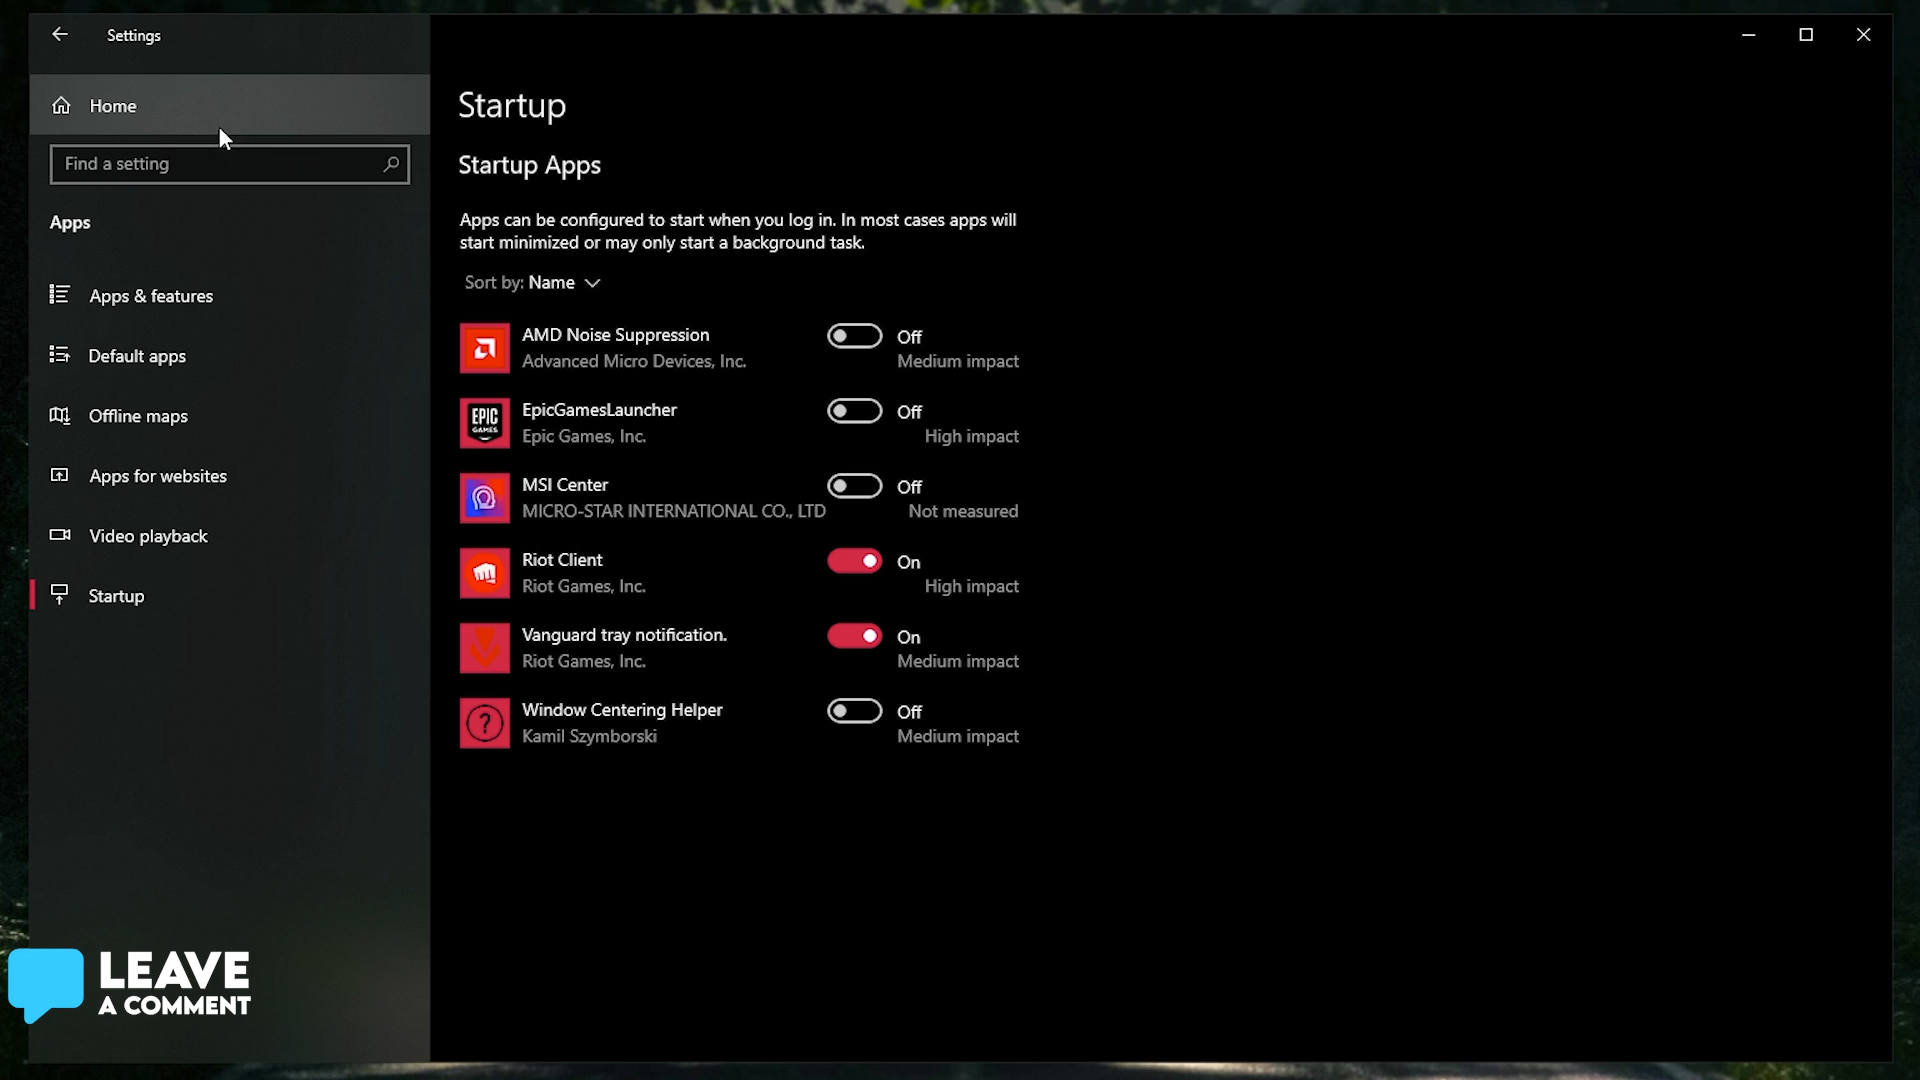 Settings
Home
Find a setting
Apps
Apps & features
Default apps
Offline maps
Apps for websites
Video playback
Startup
Startup
Startup Apps
Apps can be configured to start when you log in. In most cases apps will
start minimized or may only start a background task.
Sort by: Name
AMD Noise Suppression
Off
Advanced Micro Devices, Inc.
Medium impact
EPIC
GAMES
EpicGamesLauncher
Off
Epic Games, Inc.
High impact
MSI Center
Off
MICRO-STAR INTERNATIONAL CO., LTD
Not measured
Riot Client
On
Riot Games, Inc.
High impact
Vanguard tray notification.
On
Riot Games, Inc.
Medium impact
?
Window Centering Helper
Off
Kamil Szymborski
Medium impact
LEAVE
A COMMENT